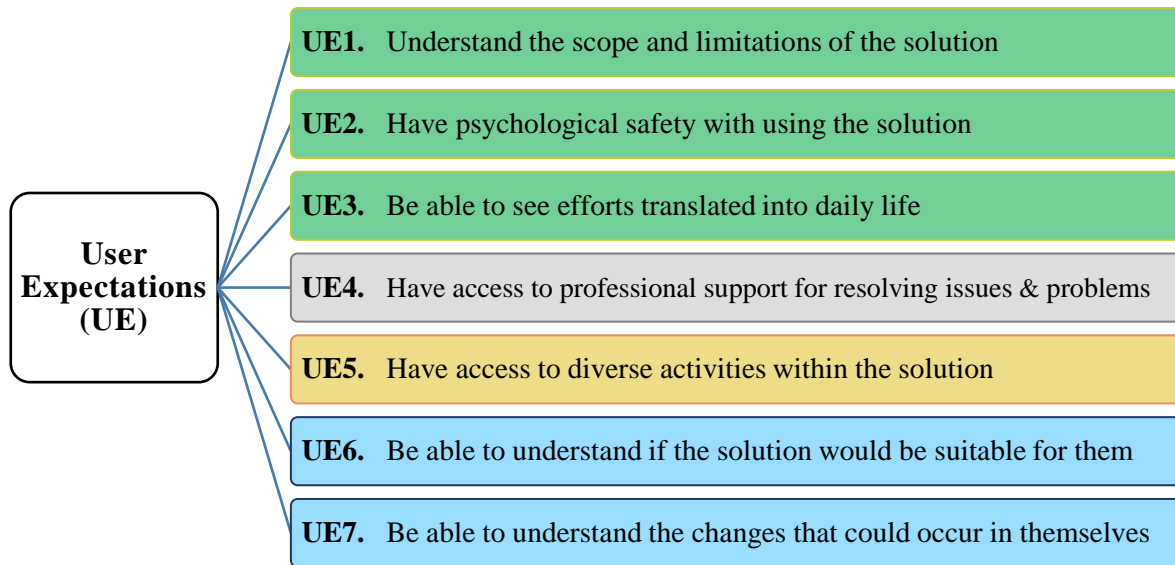 UE1. Understand the scope and limitations of the solution
UE2. Have psychological safety with using the solution
UE3. Be able to see efforts translated into daily life
User
Expectations
(UE)
UE4. Have access to professional support for resolving issues & problems
UE5. Have access to diverse activities within the solution
UE6. Be able to understand if the solution would be suitable for them
UE7. Be able to understand the changes that could occur in themselves